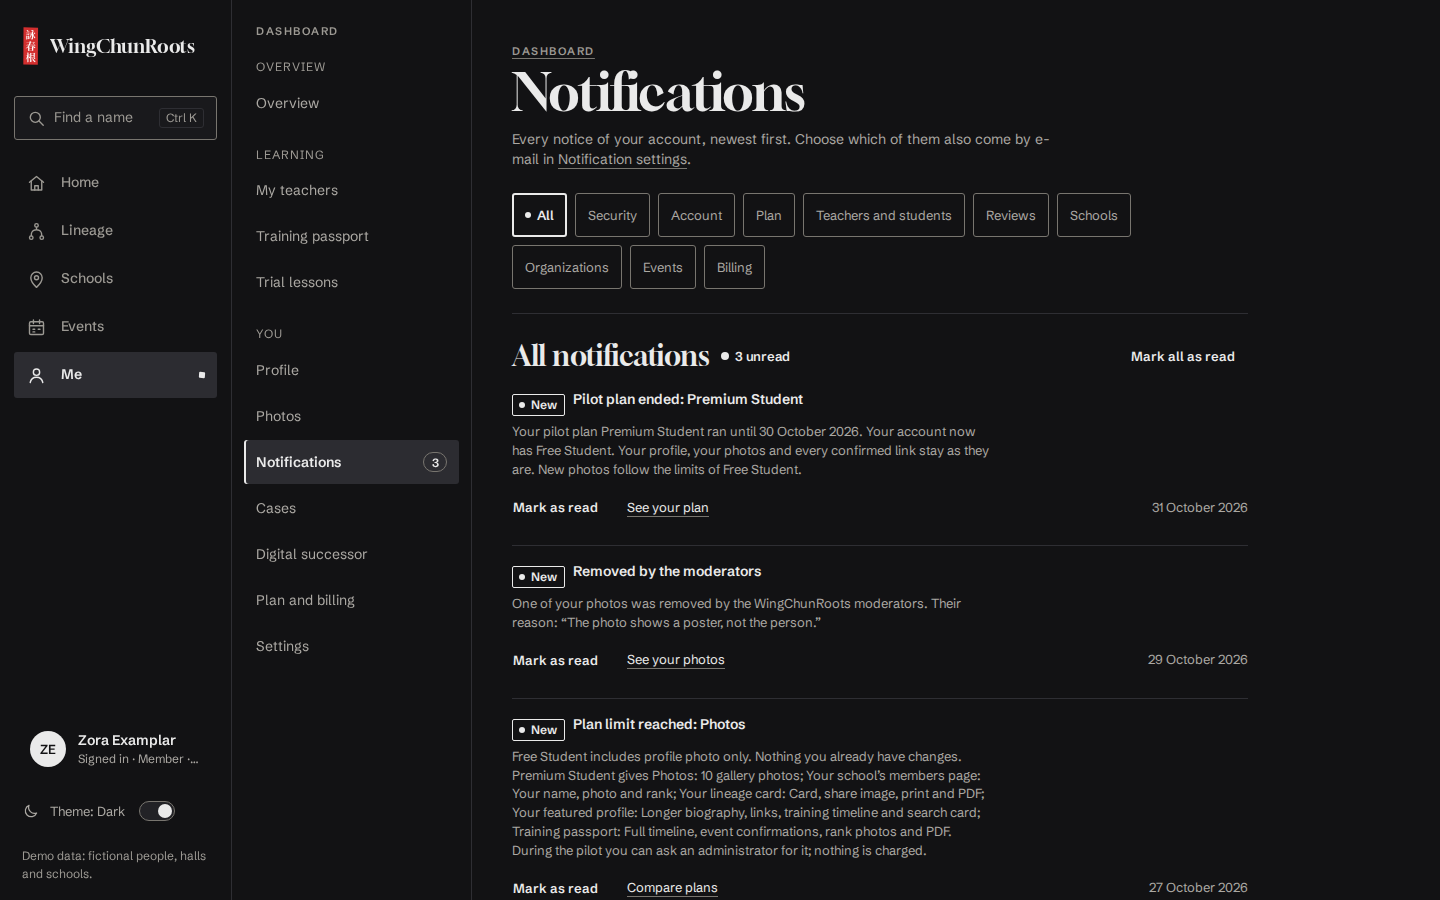 詠春根
WingChunRoots
Find a name
Ctrl K
Home
Lineage
Schools
Events
Me
ZE
Zora Examplar
Signed in · Member ·…
Theme: Dark
Demo data: fictional people, halls
and schools.
DASHBOARD
OVERVIEW
Overview
LEARNING
My teachers
Training passport
Trial lessons
YOU
Profile
Photos
Notifications 3
Cases
Digital successor
Plan and billing
Settings
DASHBOARD
Notifications
Every notice of your account, newest first. Choose which of them also come by e-
mail in Notification settings.
All Security Account Plan Teachers and students Reviews Schools
Organizations Events Billing
All notifications 3 unread Mark all as read
New Pilot plan ended: Premium Student
Your pilot plan Premium Student ran until 30 October 2026. Your account now
has Free Student. Your profile, your photos and every confirmed link stay as they
are. New photos follow the limits of Free Student.
Mark as read See your plan 31 October 2026
New Removed by the moderators
One of your photos was removed by the WingChunRoots moderators. Their
reason: “The photo shows a poster, not the person.”
Mark as read See your photos 29 October 2026
New Plan limit reached: Photos
Free Student includes profile photo only. Nothing you already have changes.
Premium Student gives Photos: 10 gallery photos; Your school’s members page:
Your name, photo and rank; Your lineage card: Card, share image, print and PDF;
Your featured profile: Longer biography, links, training timeline and search card;
Training passport: Full timeline, event confirmations, rank photos and PDF.
During the pilot you can ask an administrator for it; nothing is charged.
Mark as read Compare plans 27 October 2026